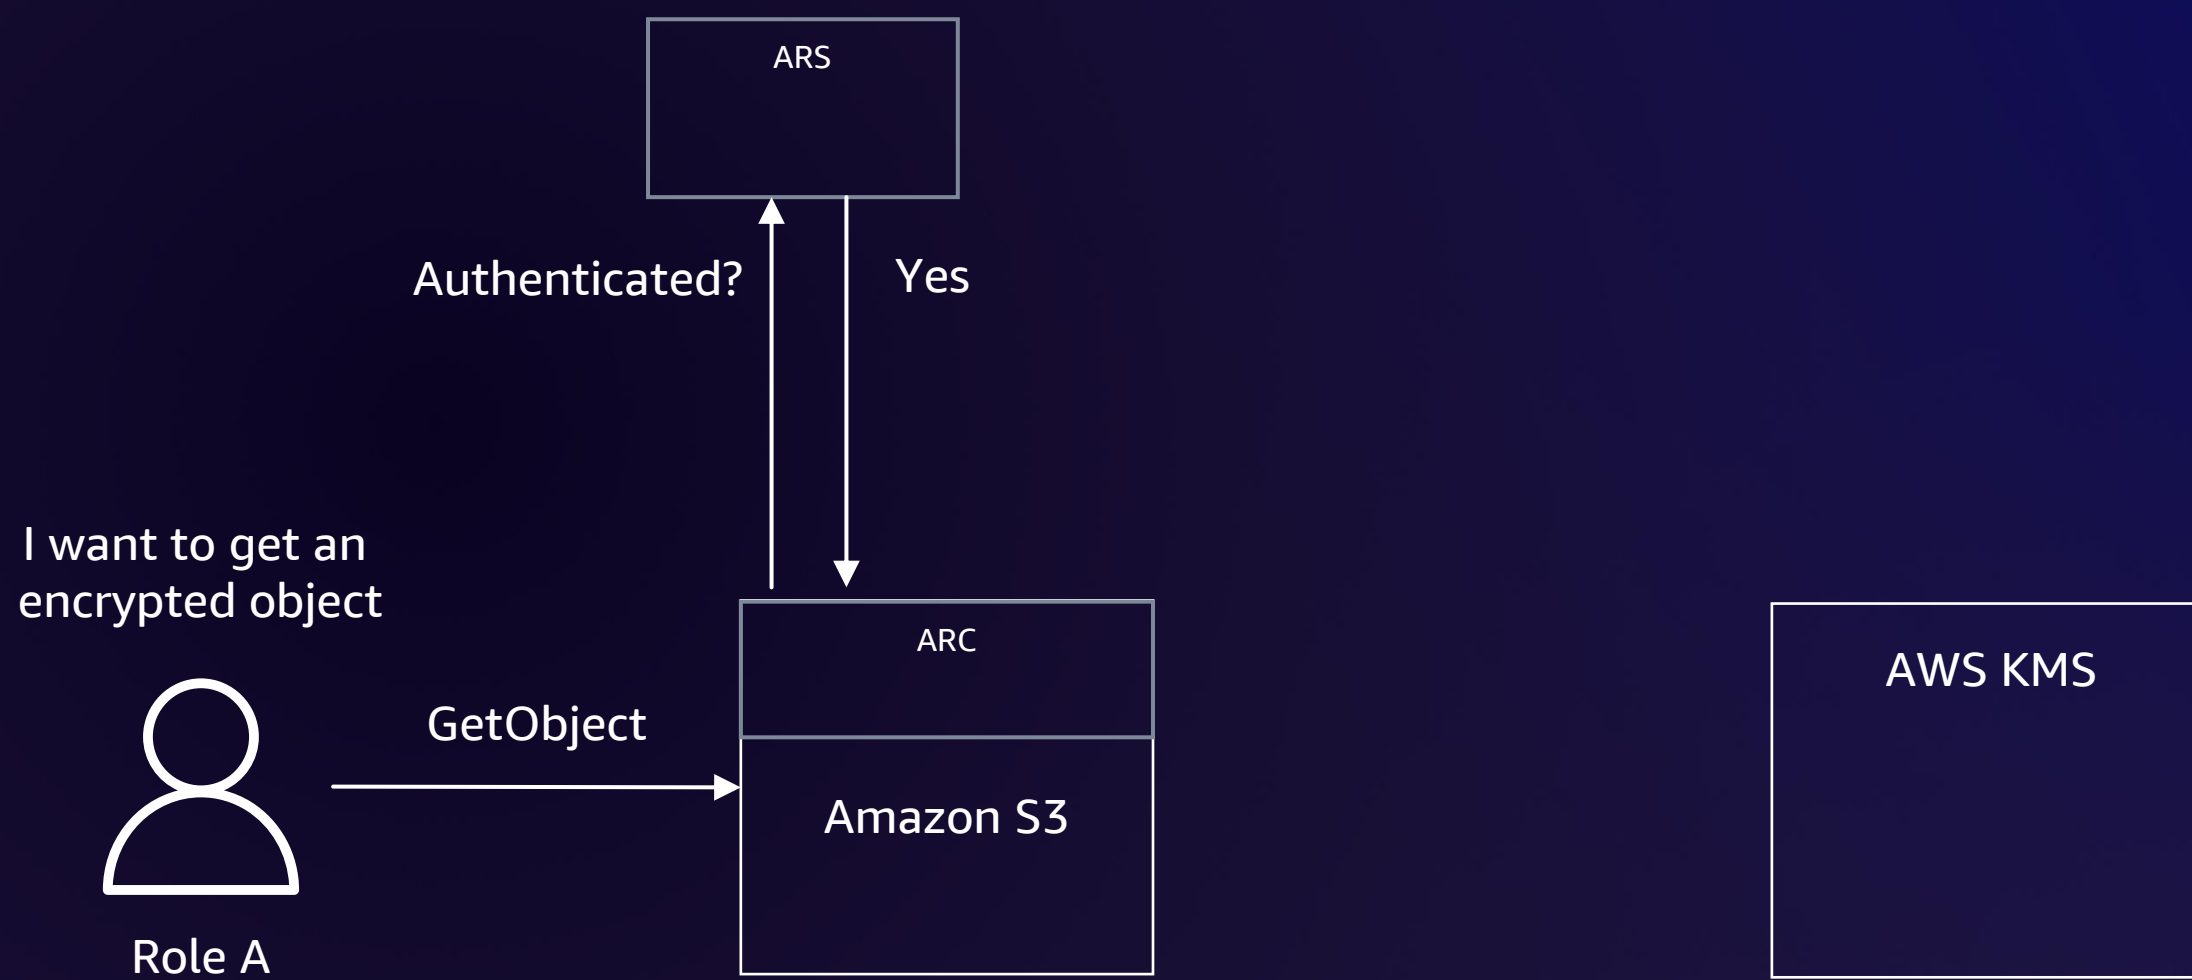 ARS
Authenticated?
Yes
I want to get an
encrypted object
ARC
AWS KMS
GetObject
Amazon S3
Role A